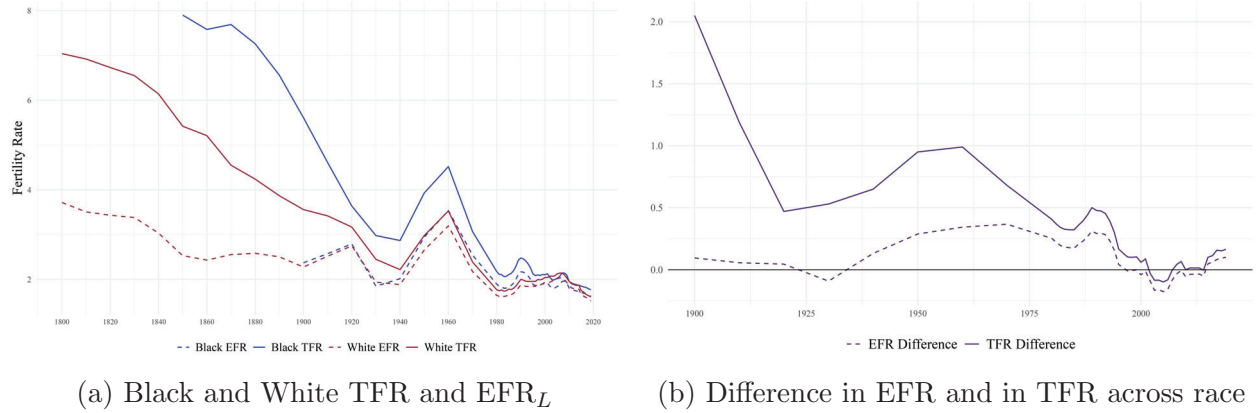 8
6
4
2
Fertility Rate
1800 1820 1840 1860 1880 1900 1920 1940 1960 1980 2000 2020
Black EFR Black TFR White EFR White TFR
(a) Black and White TFR and EFR_L
2.0
1.5
1.0
0.5
0.0
1900 1925 1950 1975 2000
EFR Difference TFR Difference
(b) Difference in EFR and in TFR across race